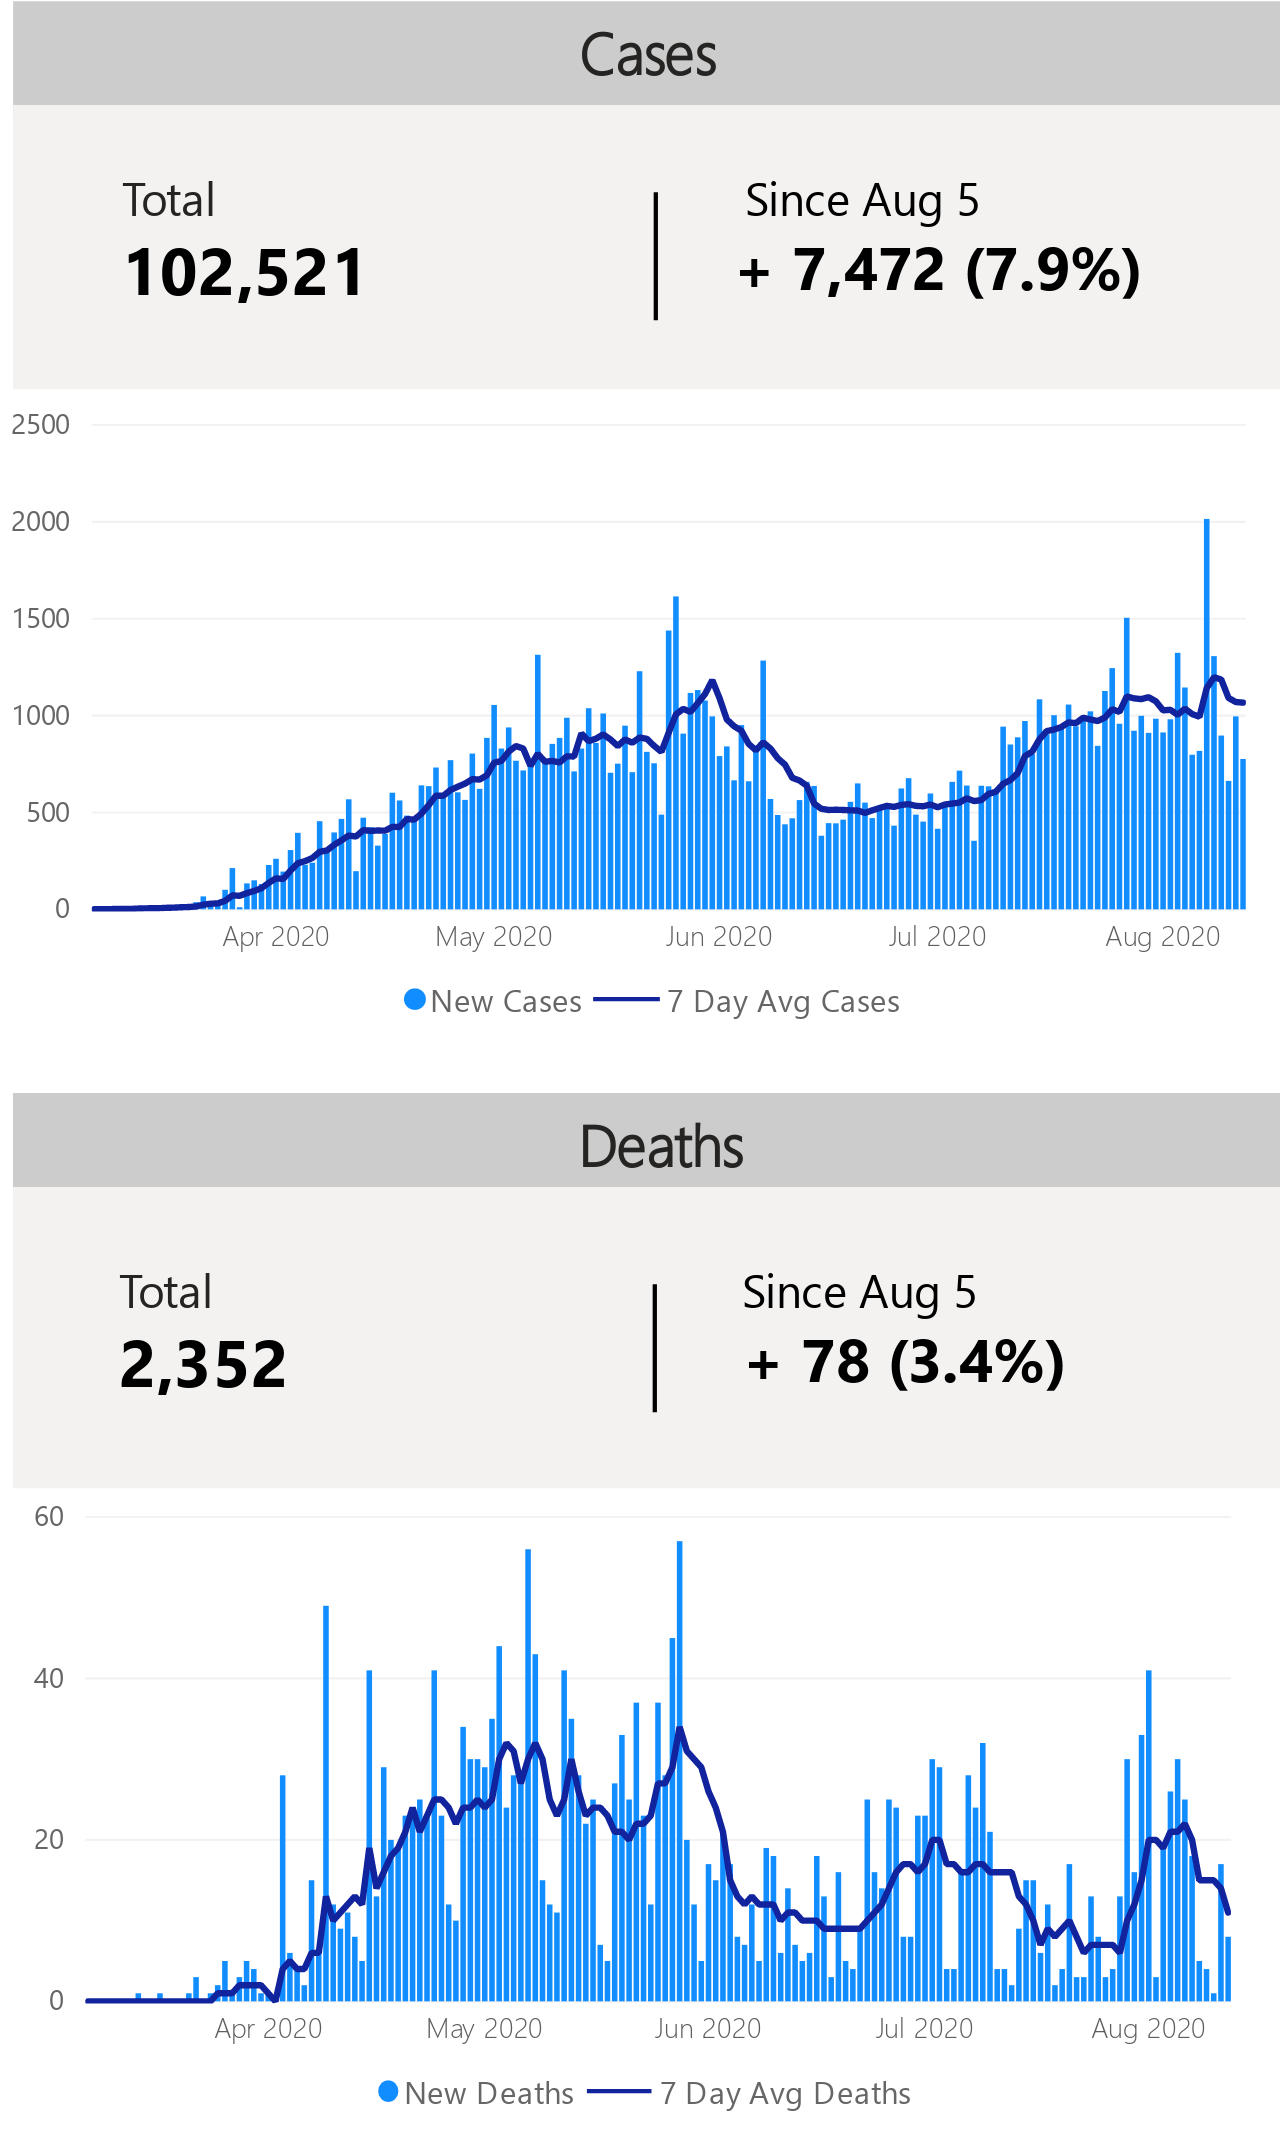 Cases
Total
Since Aug 5
102,521
+ 7,472 (7.9%)
2500
2000
1500
1000
500
0
Apr 2020
May 2020
Jun 2020
Jul 2020
Aug 2020
New Cases
7 Day Avg Cases
Deaths
Total
Since Aug 5
2,352
+ 78 (3.4%)
60
40
20
0
Apr 2020
May 2020
Jun 2020
Jul 2020
Aug 2020
New Deaths
7 Day Avg Deaths